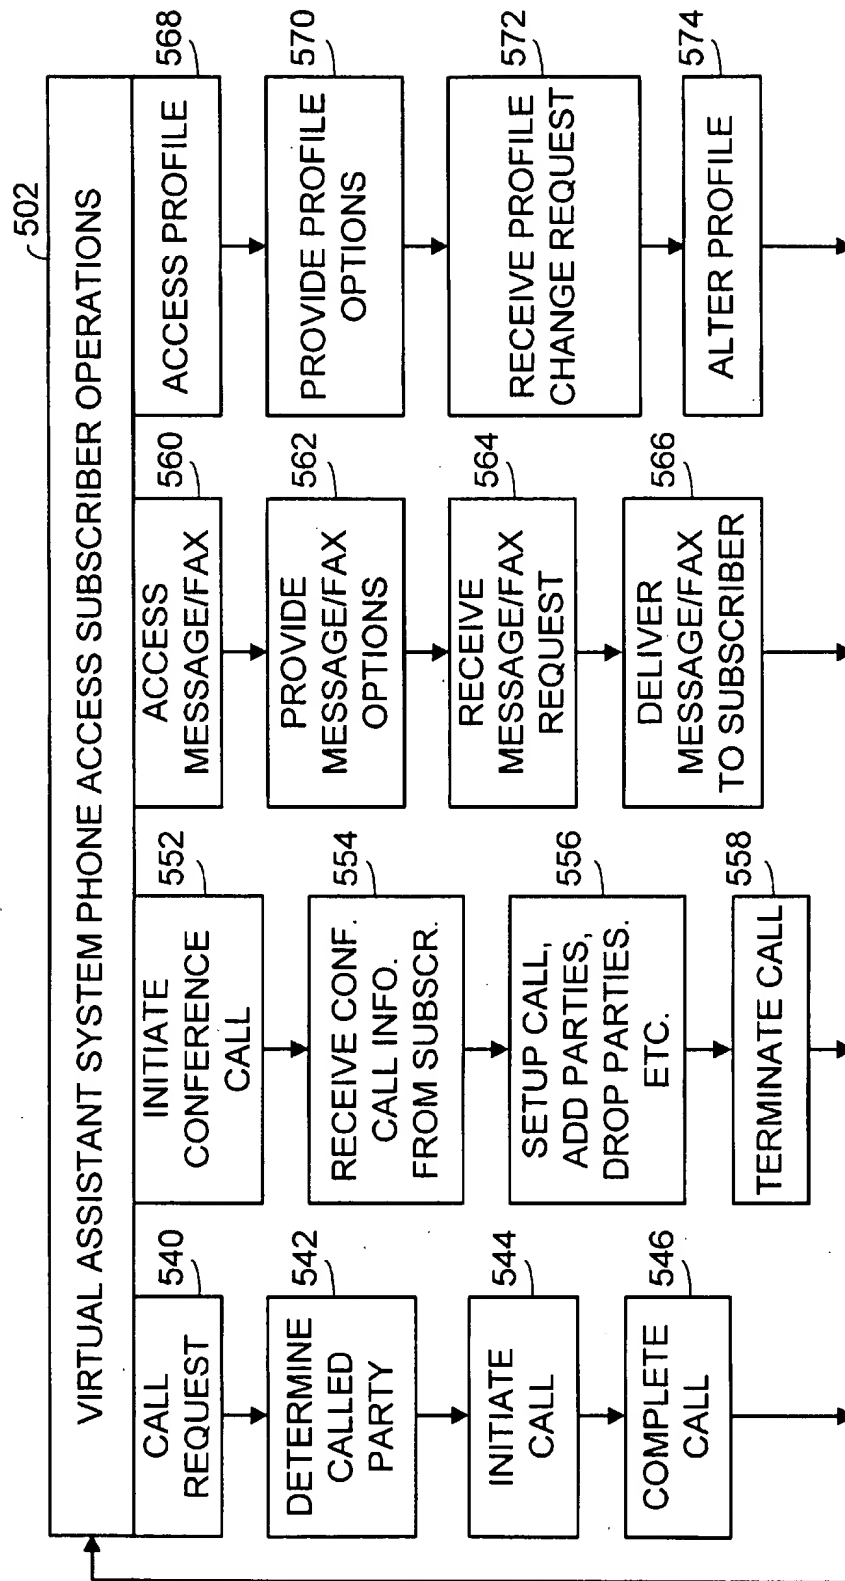 502
VIRTUAL ASSISTANT SYSTEM PHONE ACCESS SUBSCRIBER OPERATIONS
540
CALL
REQUEST
542
DETERMINE
CALLED
PARTY
544
INITIATE
CALL
546
COMPLETE
CALL
552
INITIATE
CONFERENCE
CALL
554
RECEIVE CONF.
CALL INFO.
FROM SUBSCR.
556
SETUP CALL,
ADD PARTIES,
DROP PARTIES.
ETC.
558
TERMINATE CALL
560
ACCESS
MESSAGE/FAX
562
PROVIDE
MESSAGE/FAX
OPTIONS
564
RECEIVE
MESSAGE/FAX
REQUEST
566
DELIVER
MESSAGE/FAX
TO SUBSCRIBER
568
ACCESS PROFILE
570
PROVIDE PROFILE
OPTIONS
572
RECEIVE PROFILE
CHANGE REQUEST
574
ALTER PROFILE